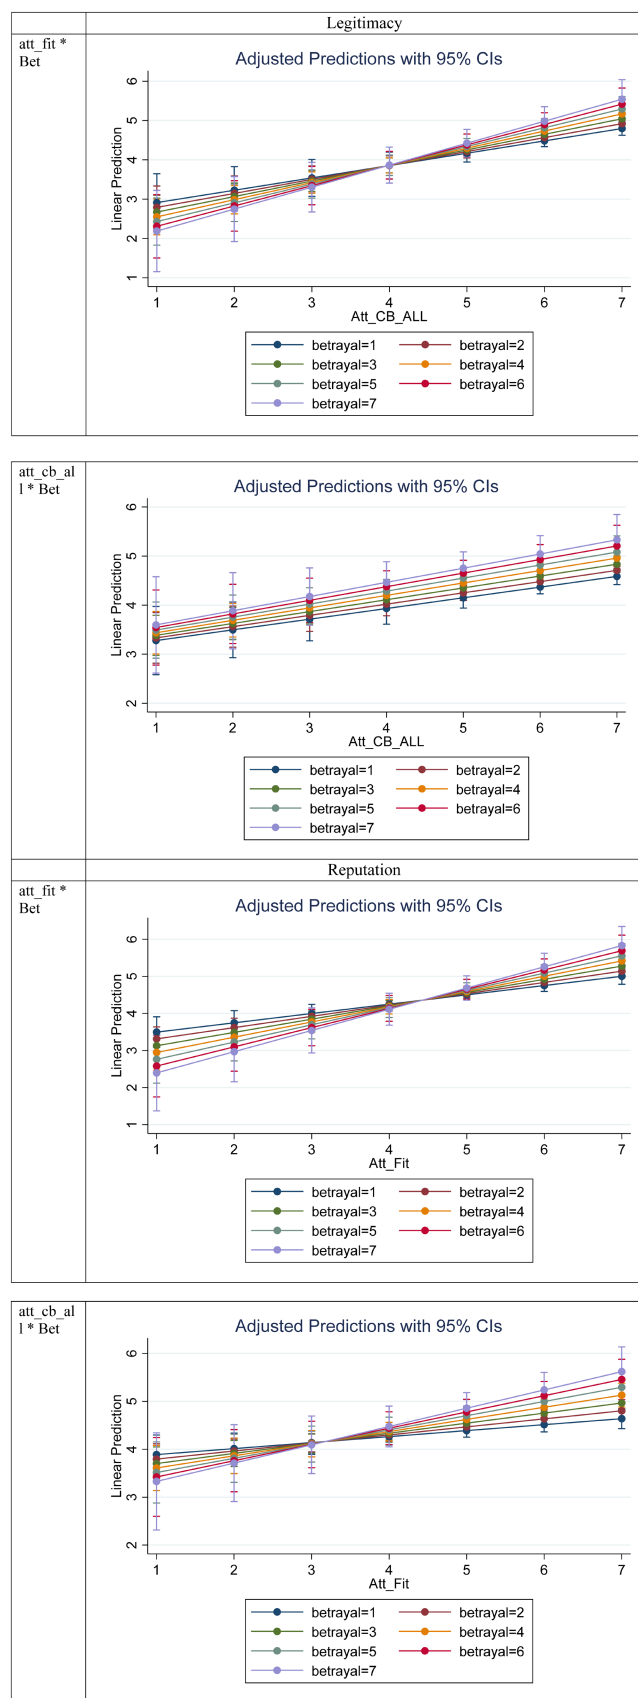 Legitimacy
att_fit *
Bet
Adjusted Predictions with 95% CIs
Linear Prediction
6
5
4
3
2
1
1 2 3 4 5 6 7
Att_CB_ALL
betrayal=1 betrayal=2
betrayal=3 betrayal=4
betrayal=5 betrayal=6
betrayal=7
att_cb_al
l * Bet
Adjusted Predictions with 95% CIs
Linear Prediction
6
5
4
3
2
1 2 3 4 5 6 7
Att_CB_ALL
betrayal=1 betrayal=2
betrayal=3 betrayal=4
betrayal=5 betrayal=6
betrayal=7
Reputation
att_fit *
Bet
Adjusted Predictions with 95% CIs
Linear Prediction
6
5
4
3
2
1
1 2 3 4 5 6 7
Att_Fit
betrayal=1 betrayal=2
betrayal=3 betrayal=4
betrayal=5 betrayal=6
betrayal=7
att_cb_al
l * Bet
Adjusted Predictions with 95% CIs
Linear Prediction
6
5
4
3
2
1 2 3 4 5 6 7
Att_Fit
betrayal=1 betrayal=2
betrayal=3 betrayal=4
betrayal=5 betrayal=6
betrayal=7